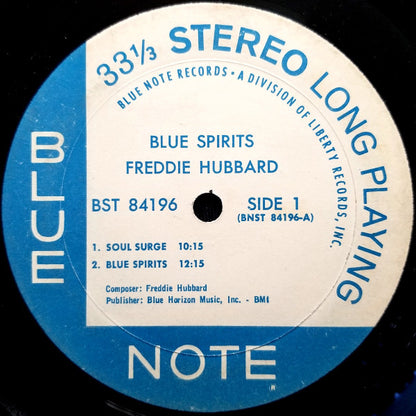 33 1/3 STEREO LONG PLAYING
BLUE NOTE RECORDS • A DIVISION OF LIBERTY RECORDS, INC.
BLUE SPIRITS
FREDDIE HUBBARD
BST 84196 SIDE 1
(BNST 84196-A)
1. SOUL SURGE 10:15
2. BLUE SPIRITS 12:15
Composer: Freddie Hubbard
Publisher: Blue Horizon Music, Inc. - BMI
BLUE
NOTE
®